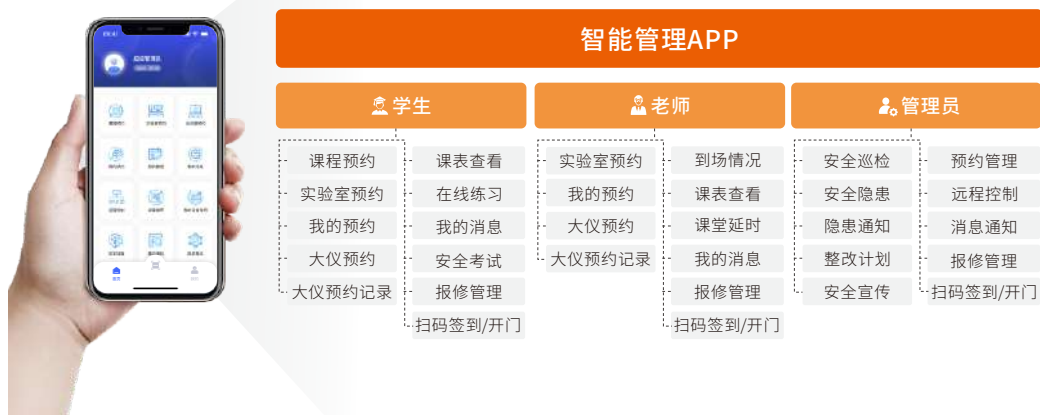 智能管理APP
学生
老师
管理员
课程预约
实验室预约
我的预约
大仪预约
大仪预约记录
课表查看
在线练习
我的消息
安全考试
报修管理
扫码签到/开门
实验室预约
我的预约
大仪预约
大仪预约记录
到场情况
课表查看
课堂延时
我的消息
报修管理
扫码签到/开门
安全巡检
安全隐患
隐患通知
整改计划
安全宣传
预约管理
远程控制
消息通知
报修管理
扫码签到/开门